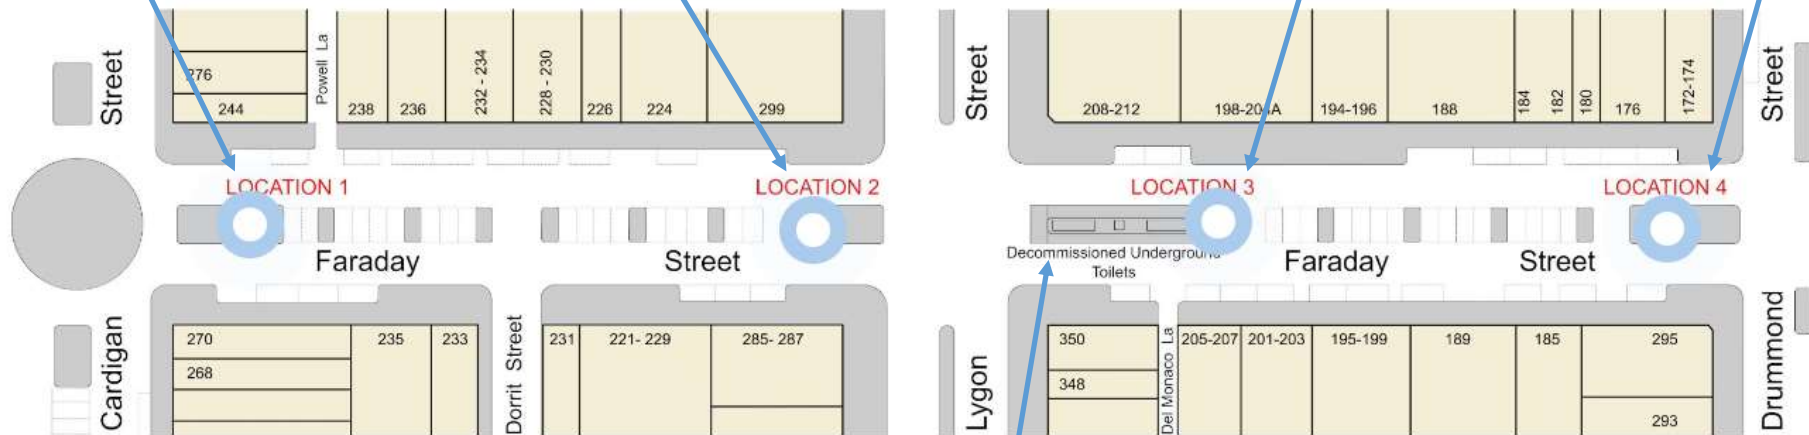 Street
276
244
Powell La
238
236
232 - 234
228 - 230
226
224
299
Street
208-212
198-204A
194-196
188
184
182
180
176
172-174
Street
LOCATION 1
LOCATION 2
LOCATION 3
LOCATION 4
Faraday
Street
Decommissioned Underground
Toilets
Faraday
Street
Cardigan
270
268
235
233
Dorrit Street
231
221- 229
285- 287
Lygon
350
348
Del Monaco La
205-207
201-203
195-199
189
185
295
293
Drummond